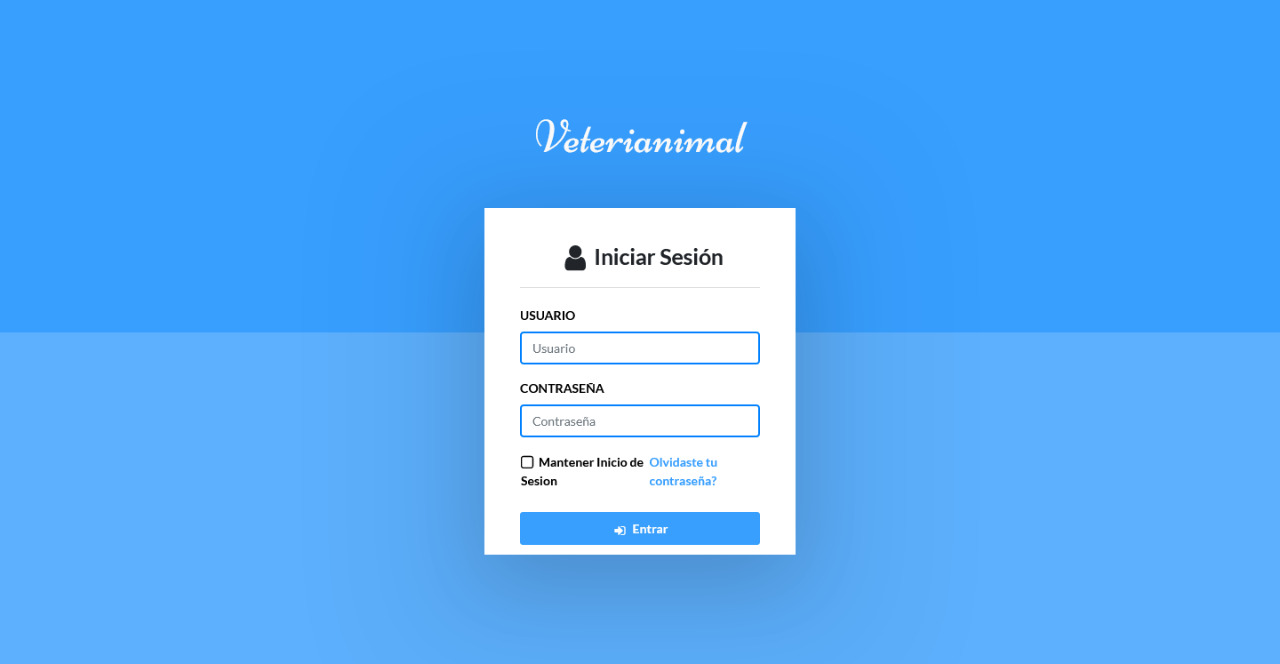 Veterianimal
Iniciar Sesión
USUARIO
Usuario
CONTRASEÑA
Contraseña
Mantener Inicio de Sesion
Olvidaste tu contraseña?
Entrar